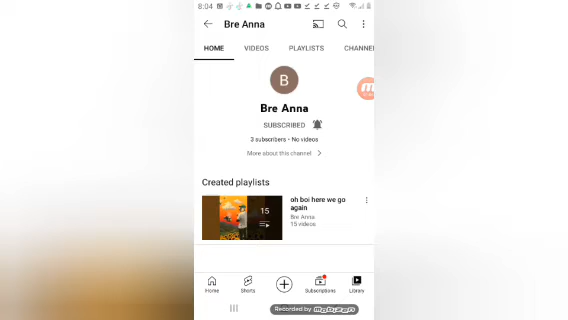 8:04
Bre Anna
HOME VIDEOS PLAYLISTS CHANNE
B
Bre Anna
SUBSCRIBED
3 subscribers • No videos
More about this channel
Created playlists
15
oh boi here we go
again
Bre Anna
15 videos
Home Shorts Subscriptions Library
Recorded by mobizen